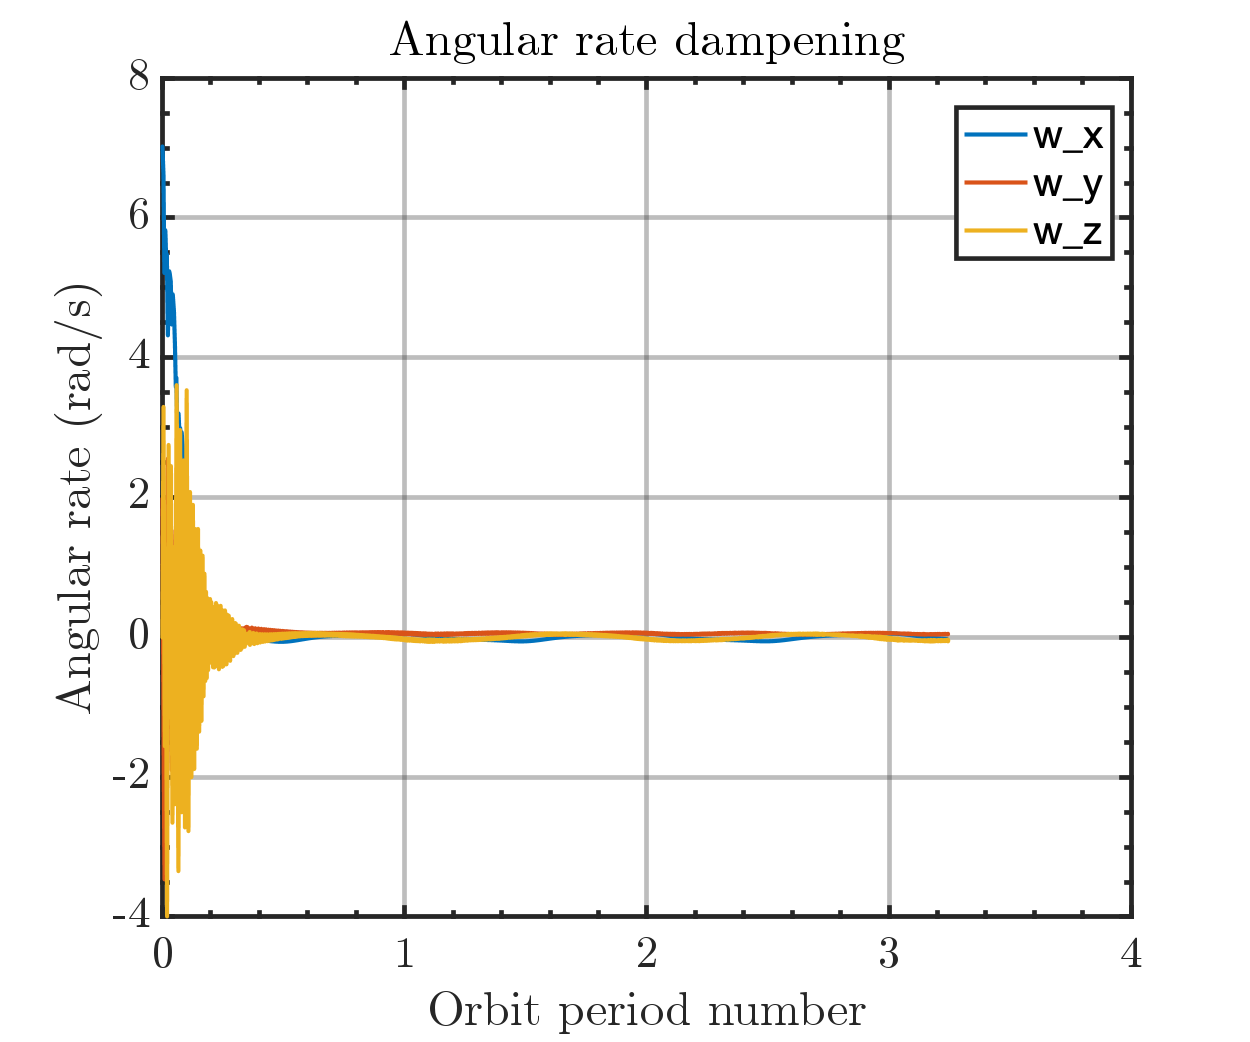 Angular rate dampening
8
6
4
2
0
-2
-4
Angular rate (rad/s)
w_x
w_y
w_z
0 1 2 3 4
Orbit period number